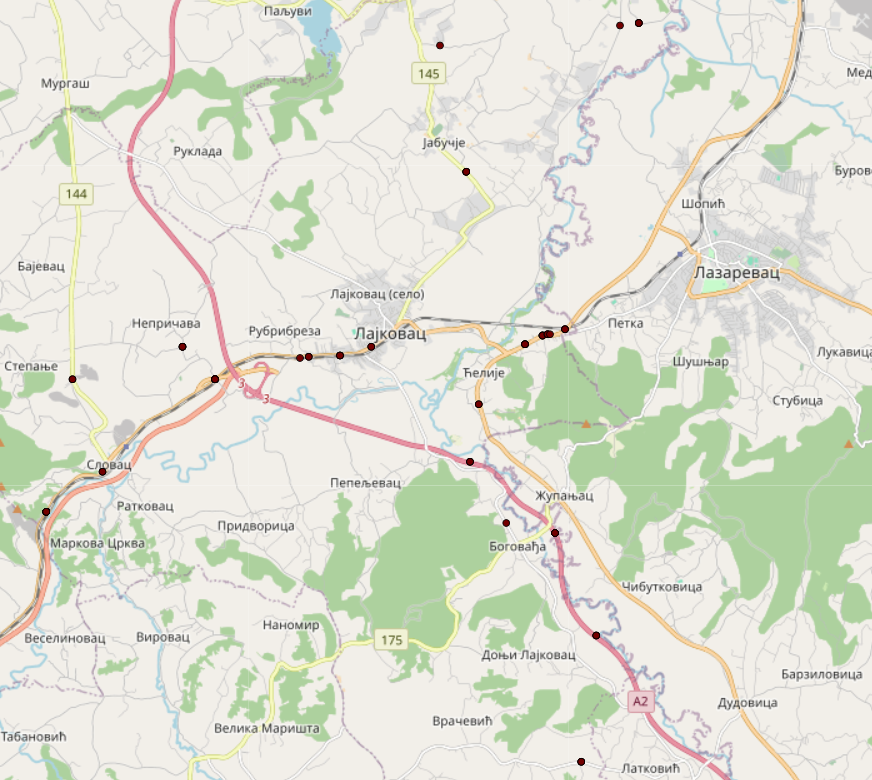 Паљуви
145
Мургаш
Мед
Јабучје
Руклада
Буров
144
Шопић
Бајевац
Лазаревац
Лајковац (село)
Непричава
Рубрибреза
Лајковац
Петка
Лукавица
Степање
Ћелије
Шушњар
3
3
Стубица
Словац
Пепељевац
Жупањац
Ратковац
Придворица
Маркова Црква
Боговађа
Чибутковица
Наномир
Веселиновац
Вировац
175
Доњи Лајковац
Барзиловица
A2
Дудовица
Врачевић
Велика Маришта
Табановић
Латковић